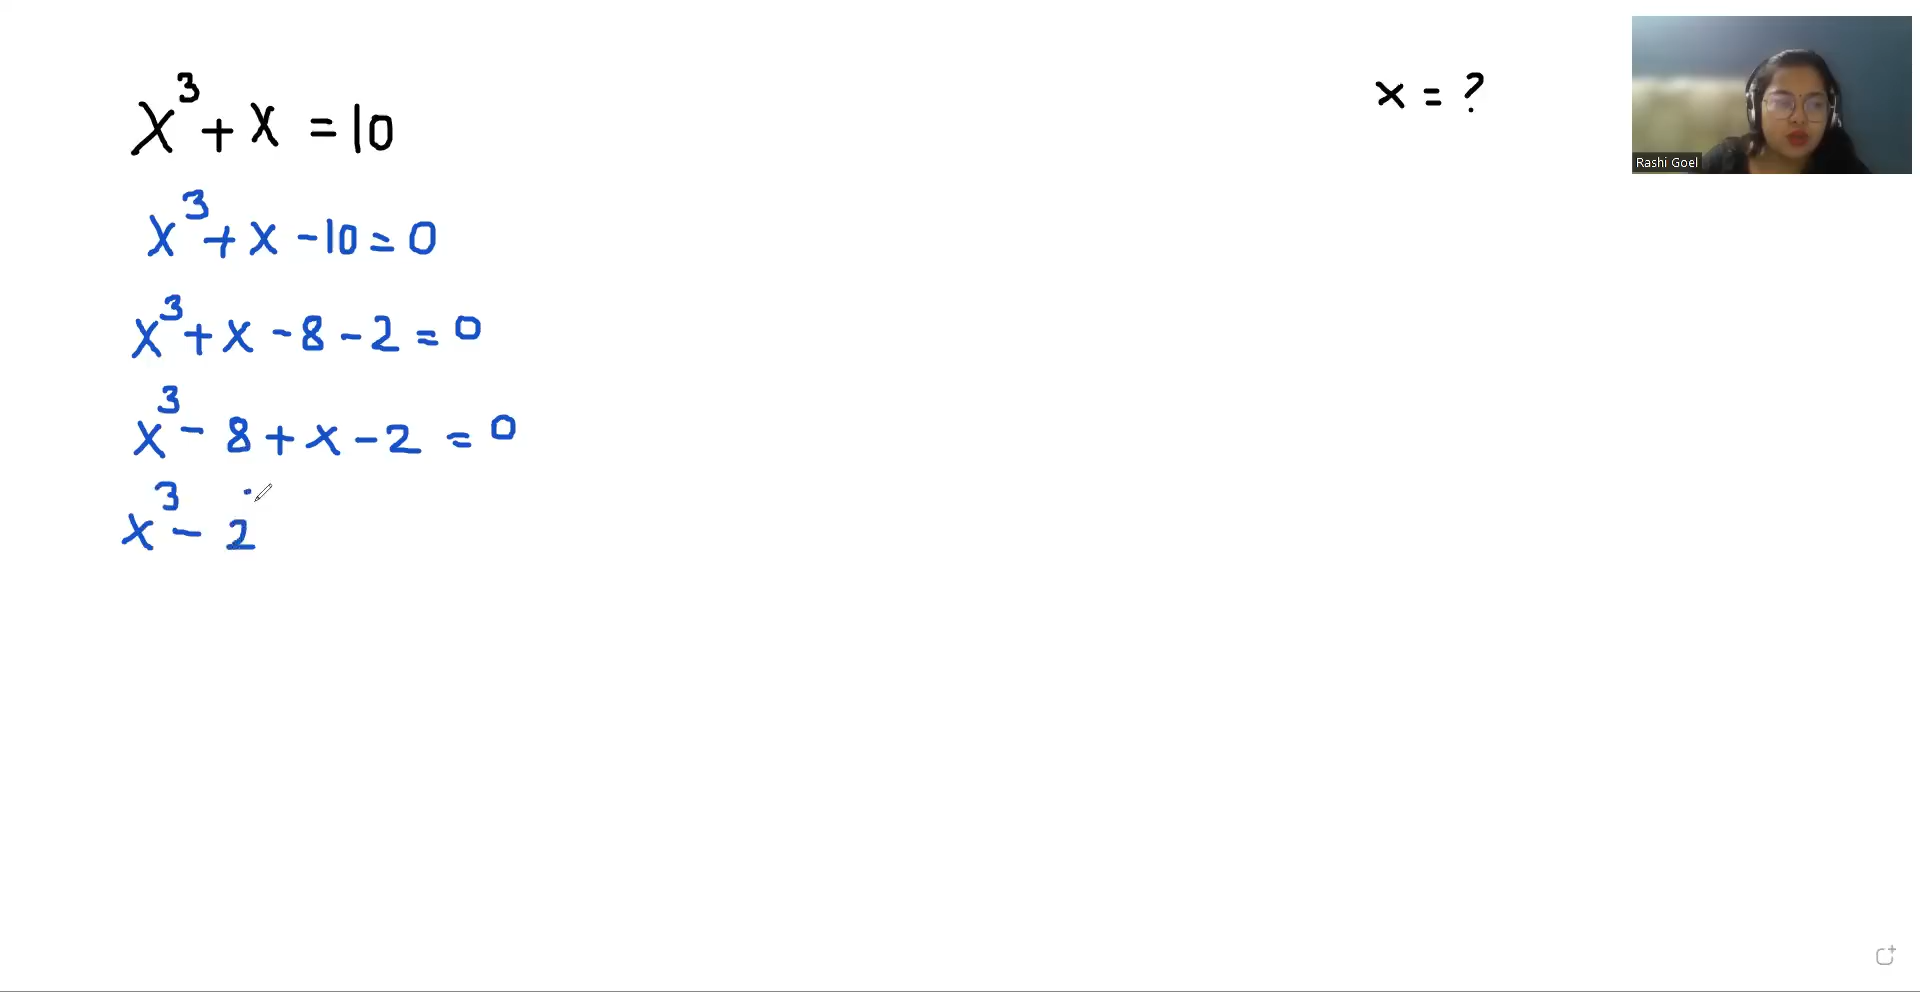 x³ + x = 10
x = ?
Rashi Goel
x³ + x - 10 = 0
x³ + x - 8 - 2 = 0
x³ - 8 + x - 2 = 0
x³ - 2